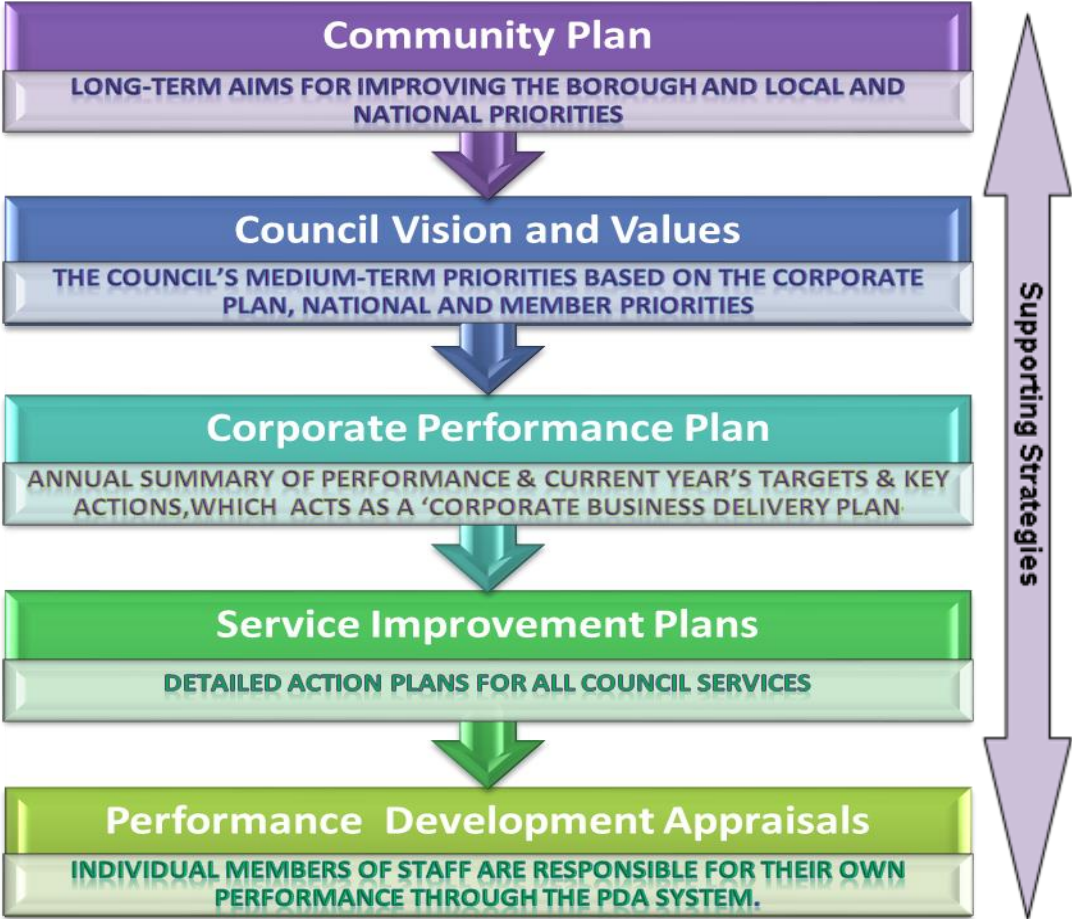 Community Plan
LONG-TERM AIMS FOR IMPROVING THE BOROUGH AND LOCAL AND
NATIONAL PRIORITIES
Council Vision and Values
THE COUNCIL'S MEDIUM-TERM PRIORITIES BASED ON THE CORPORATE
PLAN, NATIONAL AND MEMBER PRIORITIES
Corporate Performance Plan
ANNUAL SUMMARY OF PERFORMANCE & CURRENT YEAR'S TARGETS & KEY
ACTIONS,WHICH ACTS AS A ‘CORPORATE BUSINESS DELIVERY PLAN
Service Improvement Plans
DETAILED ACTION PLANS FOR ALL COUNCIL SERVICES
Performance Development Appraisals
INDIVIDUAL MEMBERS OF STAFF ARE RESPONSIBLE FOR THEIR OWN
PERFORMANCE THROUGH THE PDA SYSTEM.
Supporting Strategies